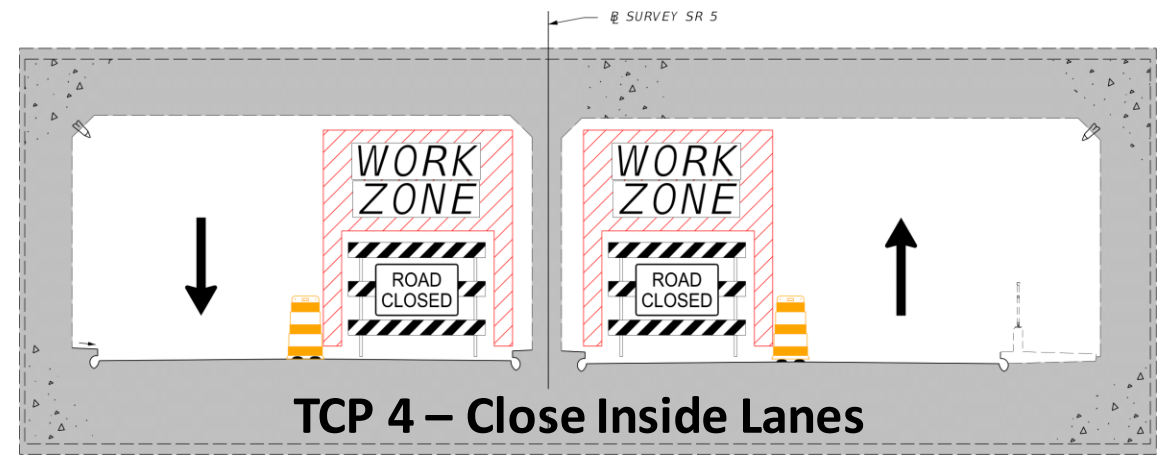 ℄ SURVEY SR 5
WORK
ZONE
ROAD
CLOSED
WORK
ZONE
ROAD
CLOSED
TCP 4 – Close Inside Lanes